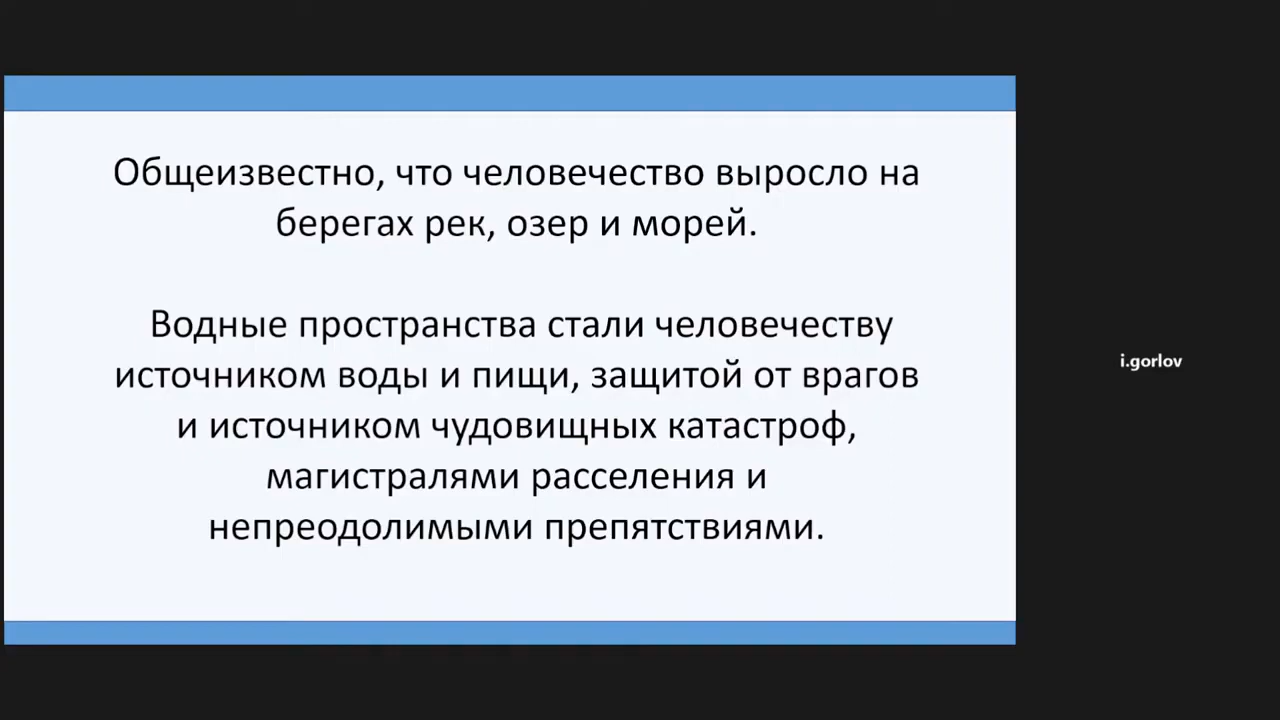 Общеизвестно, что человечество выросло на
берегах рек, озер и морей.
Водные пространства стали человечеству
источником воды и пищи, защитой от врагов
и источником чудовищных катастроф,
магистралями расселения и
непреодолимыми препятствиями.
i.gorlov